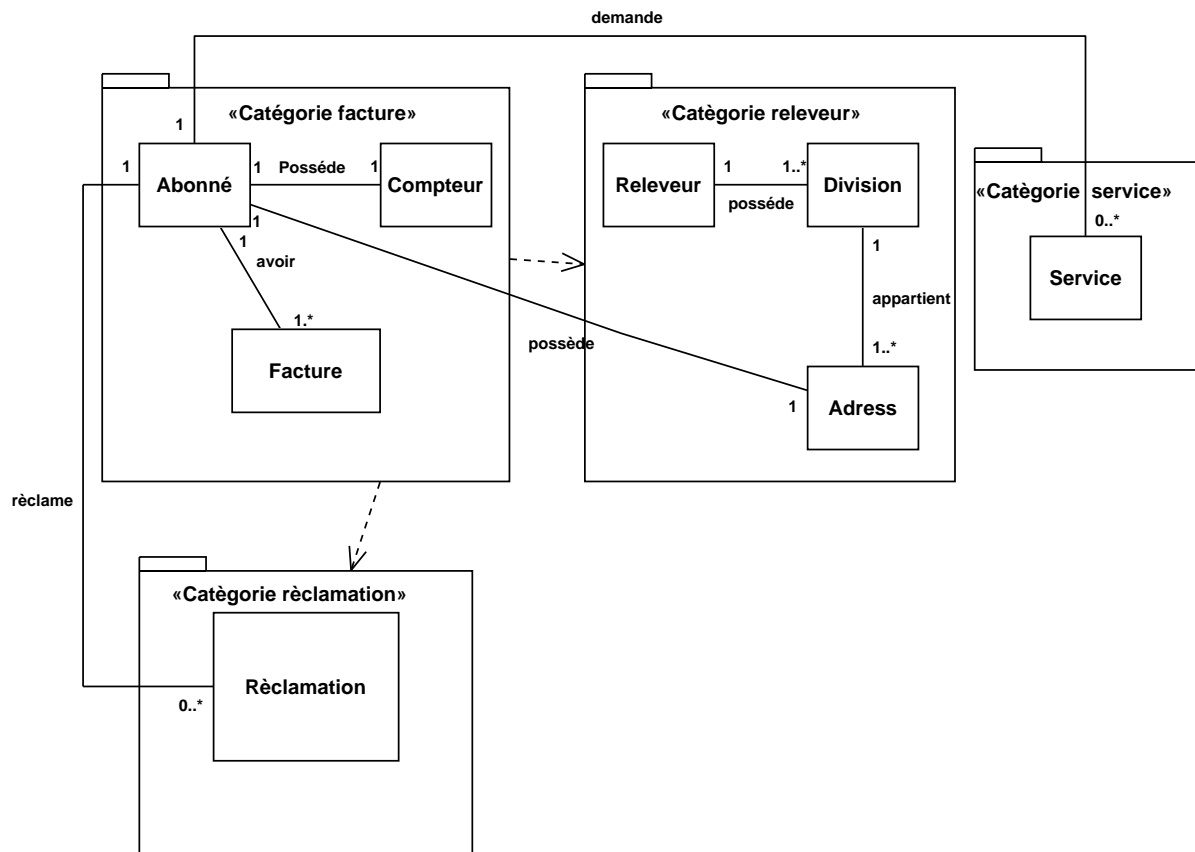 demande
«Catégorie facture»
«Catègorie releveur»
1
1
Abonné
1
Posséde
1
Compteur
Releveur
1
posséde
1..*
Division
«Catègorie service»
0..*
Service
1
1
avoir
1
appartient
1.*
Facture
possède
1..*
1
Adress
rèclame
«Catègorie rèclamation»
Rèclamation
0..*